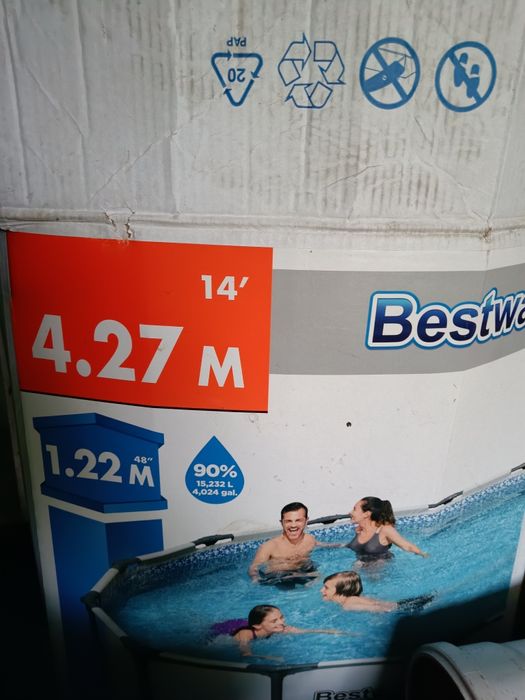 20
PAP
14'
4.27 M
Bestwa
48"
1.22 M
90%
15,232 L
4,024 gal.
Best